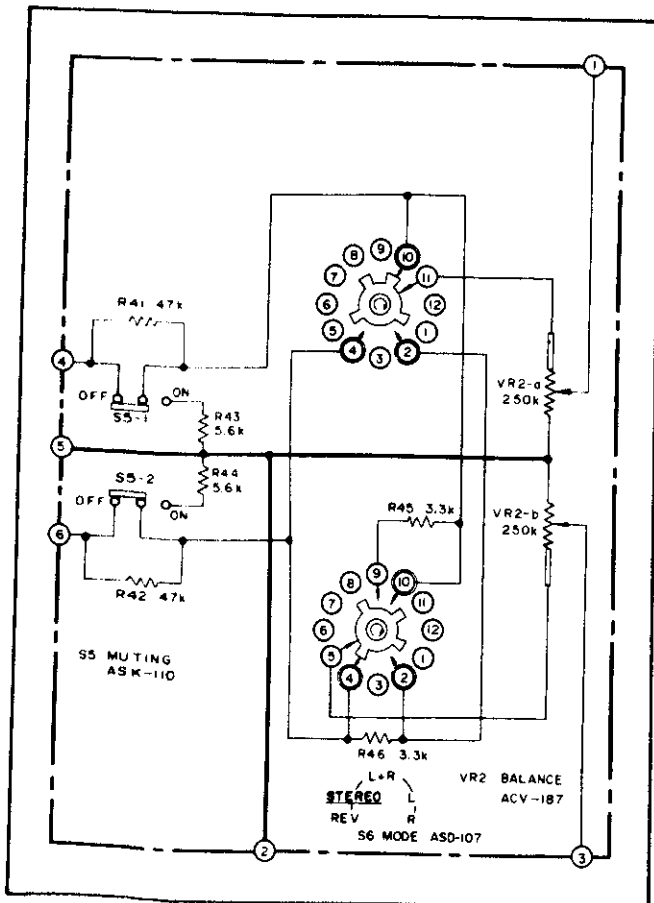 1
9
10
8
11
7
6
12
5
1
4
3
2
R41 47k
4
OFF
ON
S5-1
R43
5.6k
VR2-a
250k
5
S5-2
R44
5.6k
OFF
ON
6
R42 47k
R45 3.3k
VR2-b
250k
9
10
8
11
7
6
12
5
1
4
3
2
S5 MUTING
ASK-110
R46 3.3k
L+R
STEREO L
REV R
S6 MODE ASD-107
VR2 BALANCE
ACV-187
2
3